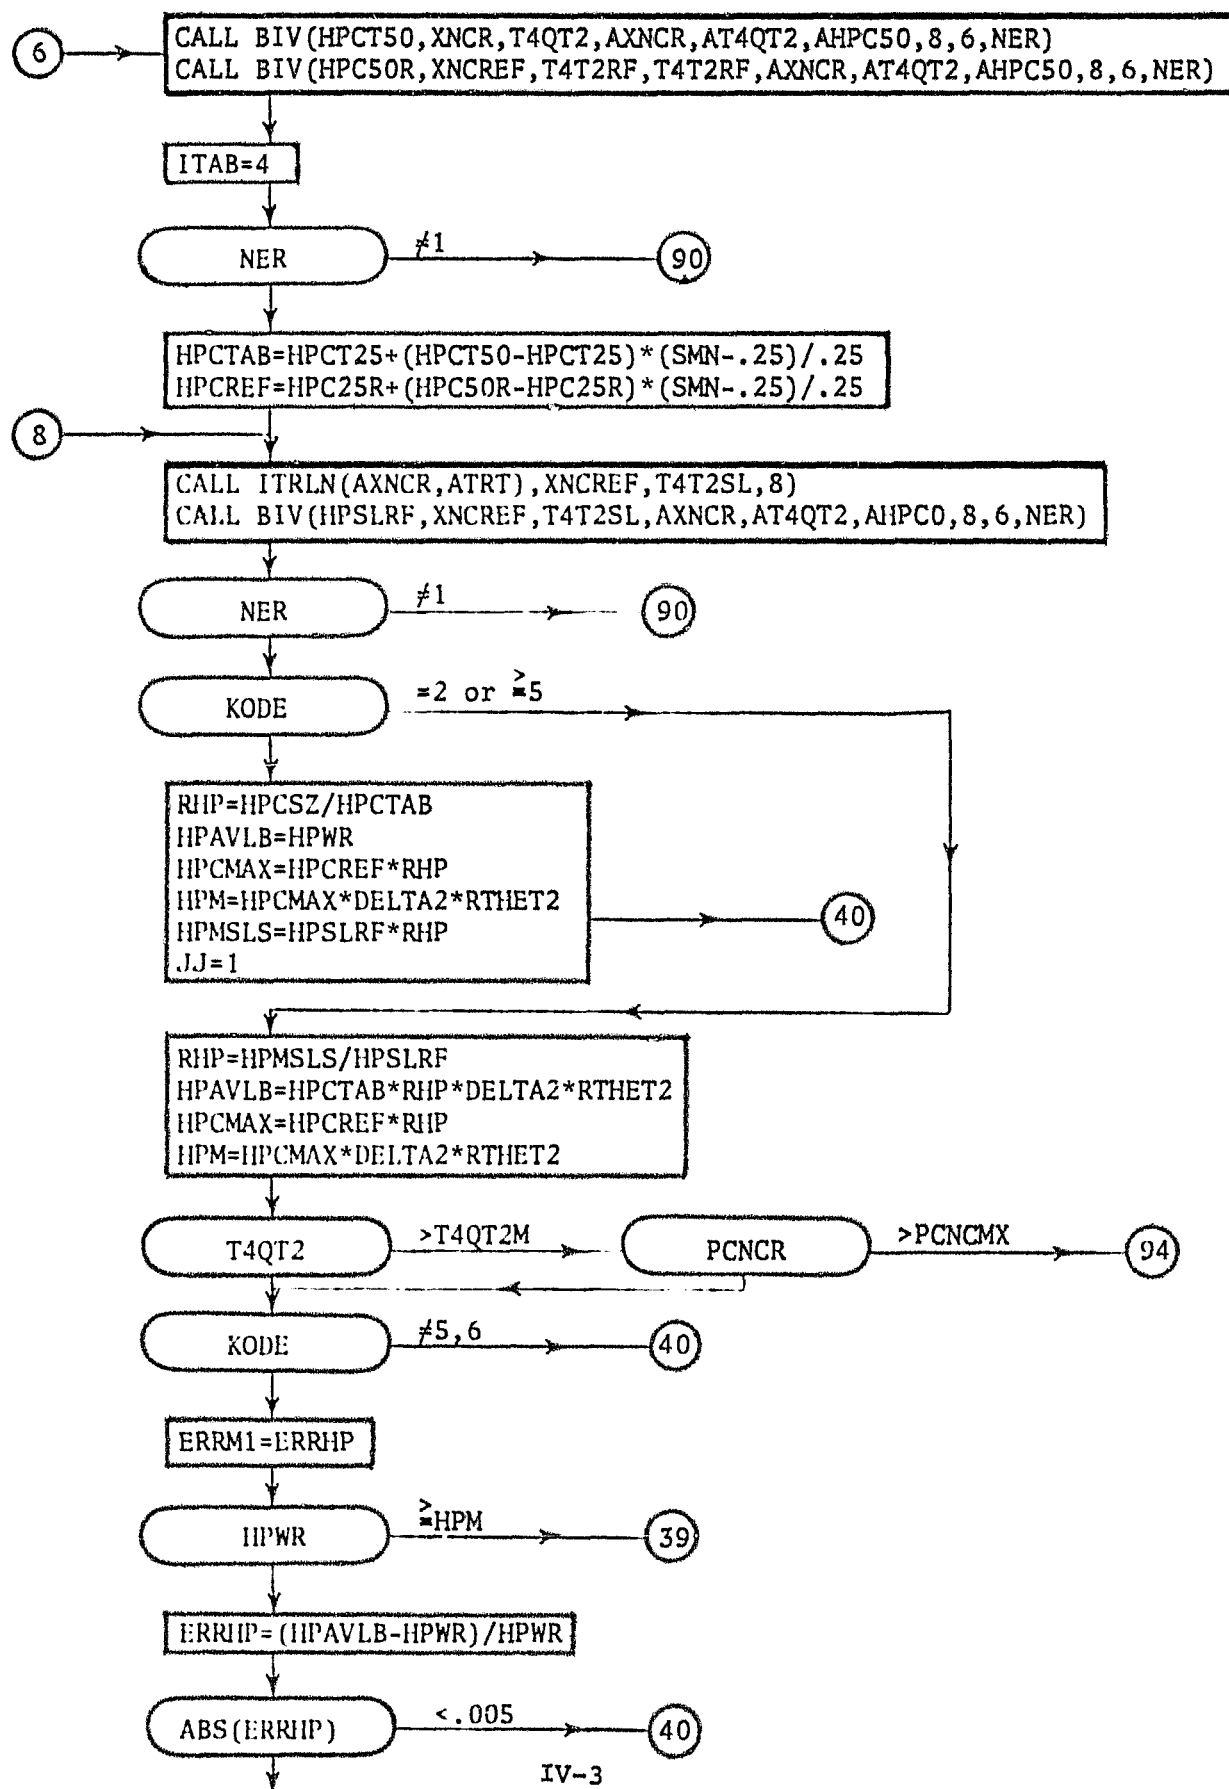 6
CALL BIV(HPCT50,XNCR,T4QT2,AXNCR,AT4QT2,AHPC50,8,6,NER)
CALL BIV(HPC50R,XNCREF,T4T2RF,T4T2RF,AXNCR,AT4QT2,AHPC50,8,6,NER)
ITAB=4
NER
≠1
90
HPCTAB=HPCT25+(HPCT50-HPCT25)*(SMN-.25)/.25
HPCREF=HPC25R+(HPC50R-HPC25R)*(SMN-.25)/.25
8
CALL ITRLN(AXNCR,ATRT),XNCREF,T4T2SL,8)
CALL BIV(HPSLRF,XNCREF,T4T2SL,AXNCR,AT4QT2,AHPC0,8,6,NER)
NER
≠1
90
KODE
=2 or ≥5
RHP=HPCSZ/HPCTAB
HPAVLB=HPWR
HPCMAX=HPCREF*RHP
HPM=HPCMAX*DELTA2*RTHET2
HPMSLS=HPSLRF*RHP
JJ=1
40
RHP=HPMSLS/HPSLRF
HPAVLB=HPCTAB*RHP*DELTA2*RTHET2
HPCMAX=HPCREF*RHP
HPM=HPCMAX*DELTA2*RTHET2
T4QT2
>T4QT2M
PCNCR
>PCNCMX
94
KODE
≠5,6
40
ERRM1=ERRHP
HPWR
≥HPM
39
ERRHP=(HPAVLB-HPWR)/HPWR
ABS(ERRHP)
<.005
40
IV-3